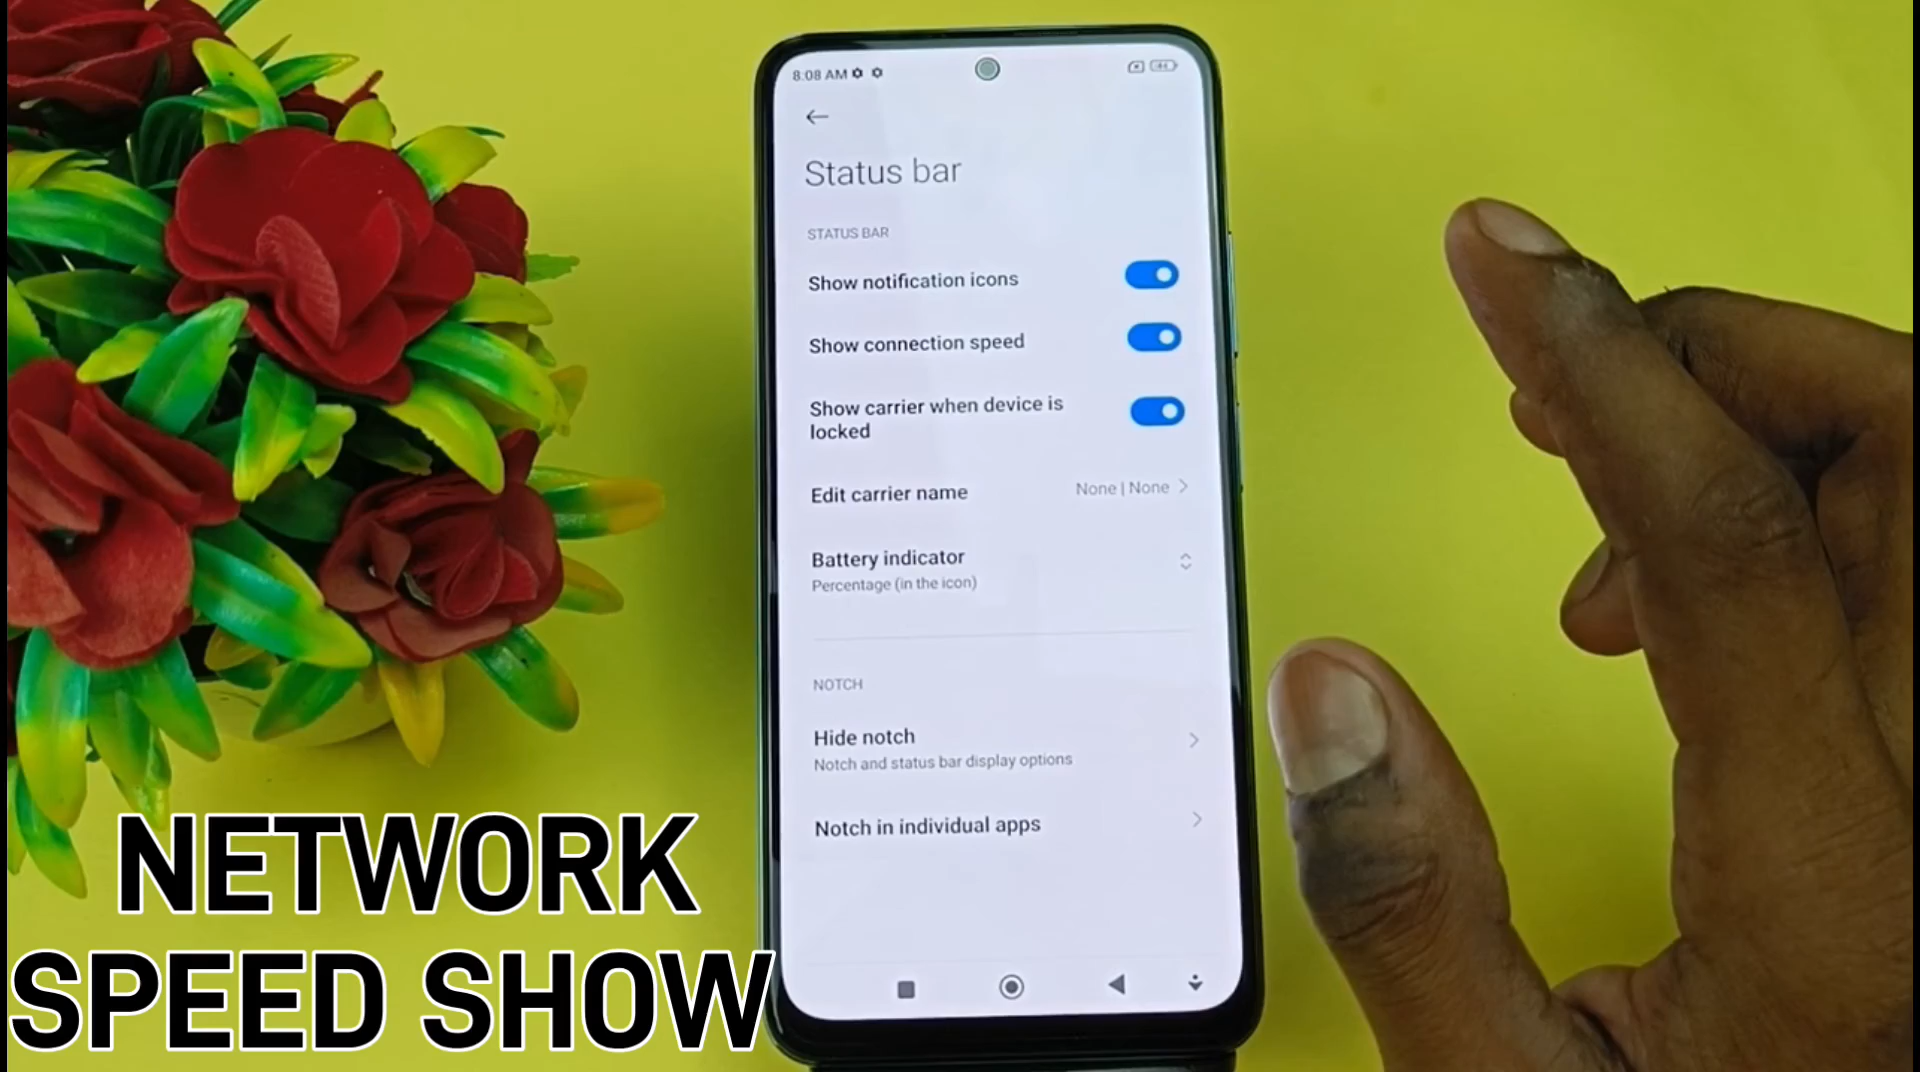 8:08 AM
Status bar
STATUS BAR
Show notification icons
Show connection speed
Show carrier when device is
locked
Edit carrier name None | None
Battery indicator
Percentage (in the icon)
NOTCH
Hide notch
Notch and status bar display options
Notch in individual apps
NETWORK
SPEED SHOW